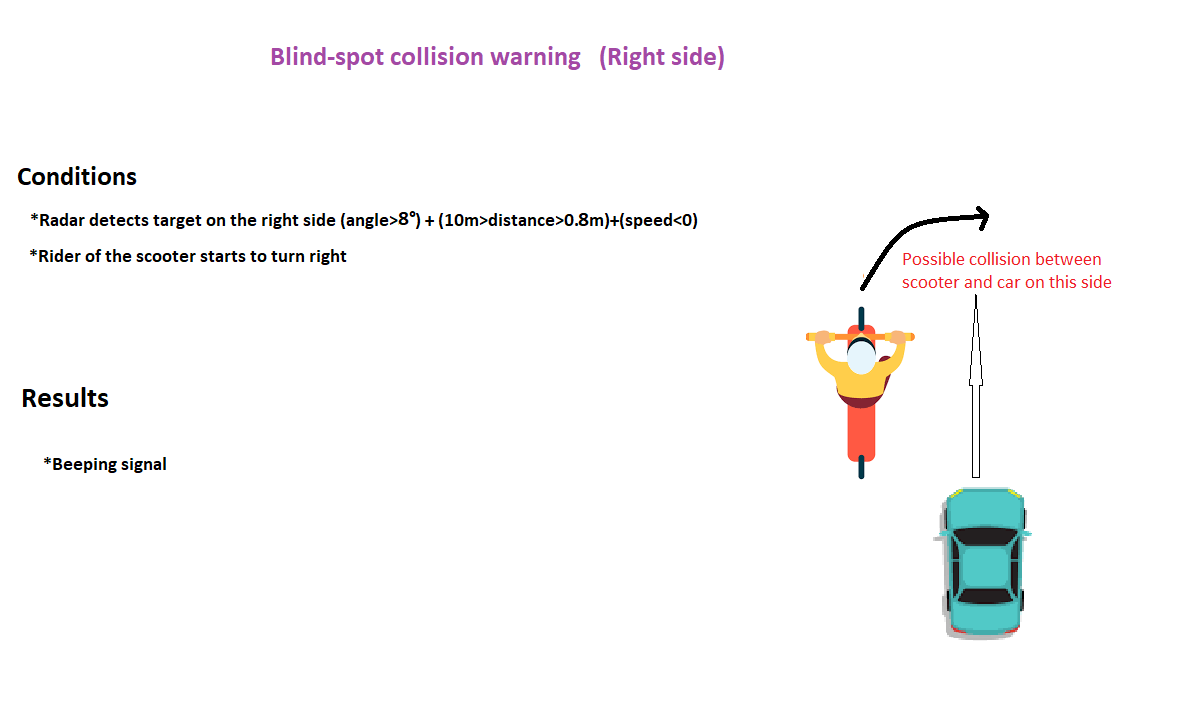 Blind-spot collision warning (Right side)
Conditions
*Radar detects target on the right side (angle>8°) + (10m>distance>0.8m)+(speed<0)
*Rider of the scooter starts to turn right
Possible collision between
scooter and car on this side
Results
*Beeping signal